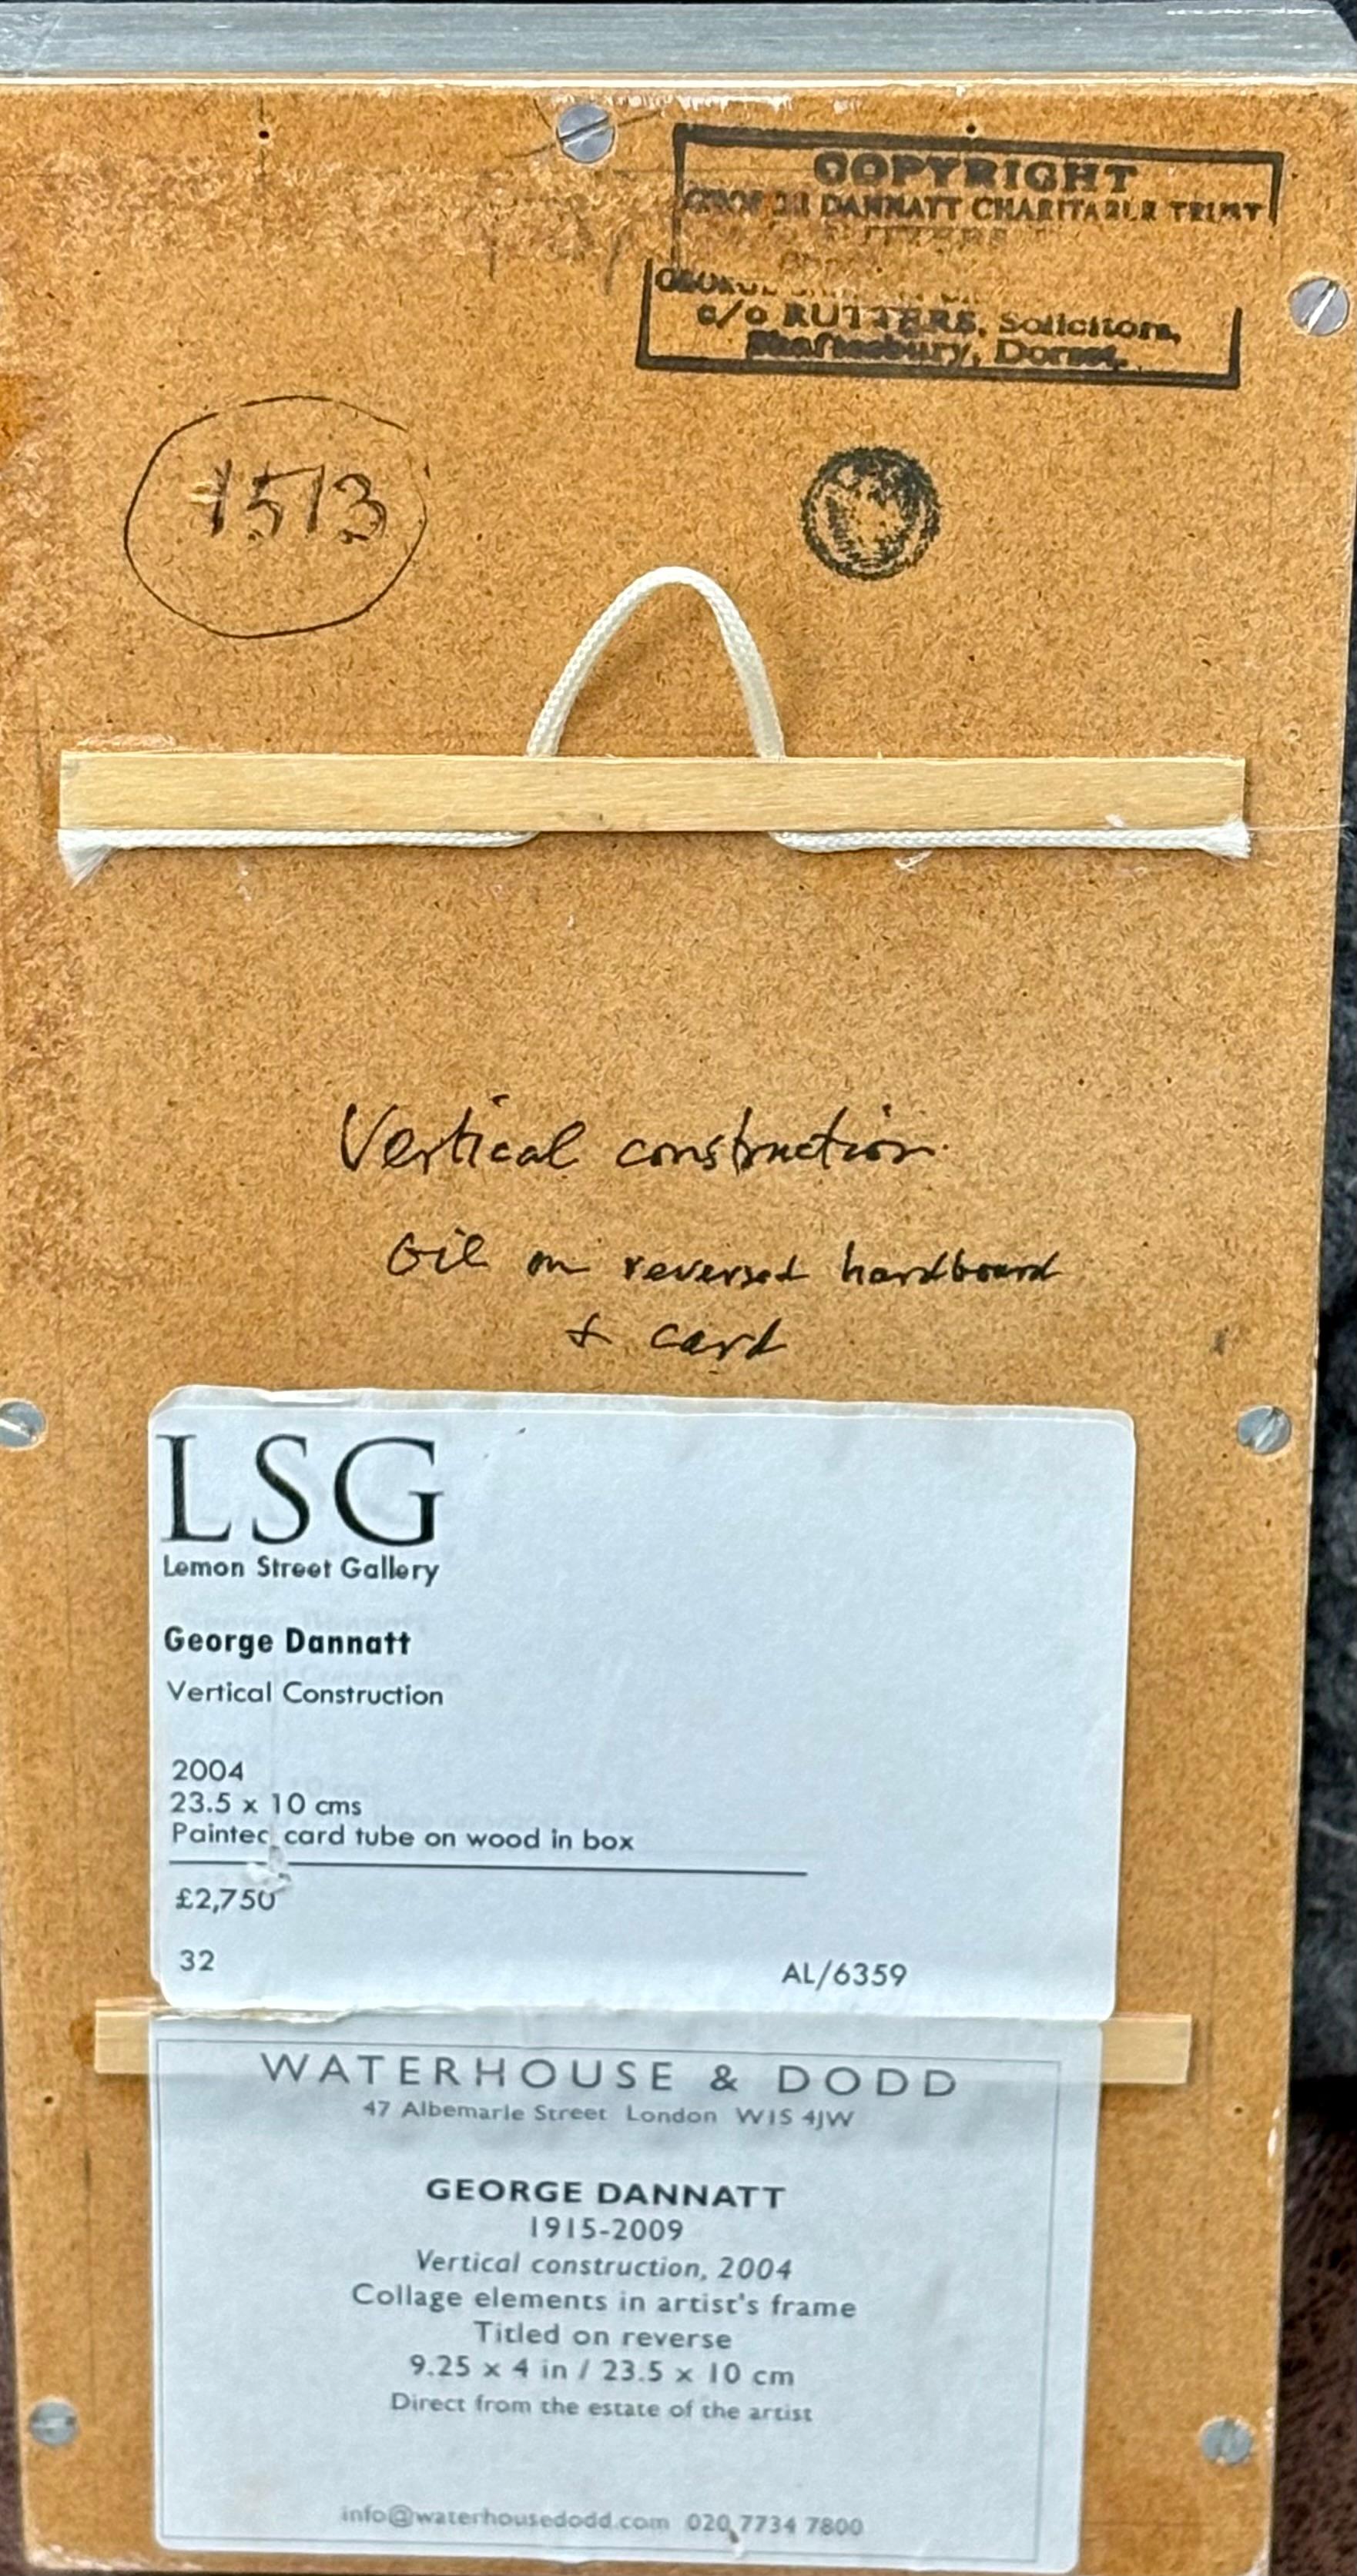 COPYRIGHT
DANNATT CHARITABLE TRUST
RUTTERS
c/o RUTTERS, Solicitors,
Shaftesbury, Dorset.
1513
Vertical construction
Oil on reversed hardboard
& card
LSG
Lemon Street Gallery
George Dannatt
Vertical Construction
2004
23.5 x 10 cms
Painted card tube on wood in box
£2,750
32
AL/6359
WATERHOUSE & DODD
47 Albemarle Street London W1S 4JW
GEORGE DANNATT
1915-2009
Vertical construction, 2004
Collage elements in artist's frame
Titled on reverse
9.25 x 4 in / 23.5 x 10 cm
Direct from the estate of the artist
info@waterhousedodd.com 020 7734 7800